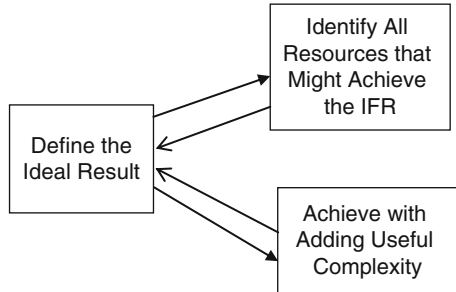 Identify All
Resources that
Might Achieve
the IFR
Define the
Ideal Result
Achieve with
Adding Useful
Complexity